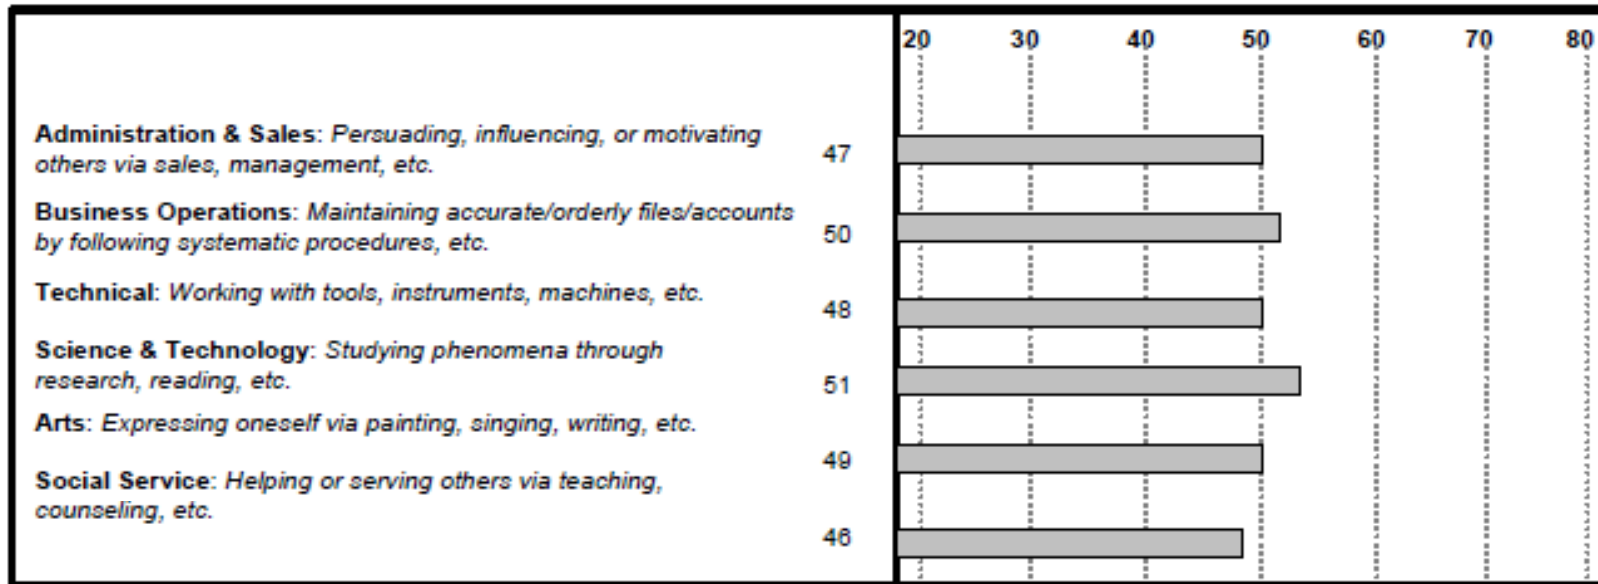 20 30 40 50 60 70 80
Administration & Sales: Persuading, influencing, or motivating
others via sales, management, etc.
47
Business Operations: Maintaining accurate/orderly files/accounts
by following systematic procedures, etc.
50
Technical: Working with tools, instruments, machines, etc.
48
Science & Technology: Studying phenomena through
research, reading, etc.
51
Arts: Expressing oneself via painting, singing, writing, etc.
49
Social Service: Helping or serving others via teaching,
counseling, etc.
46